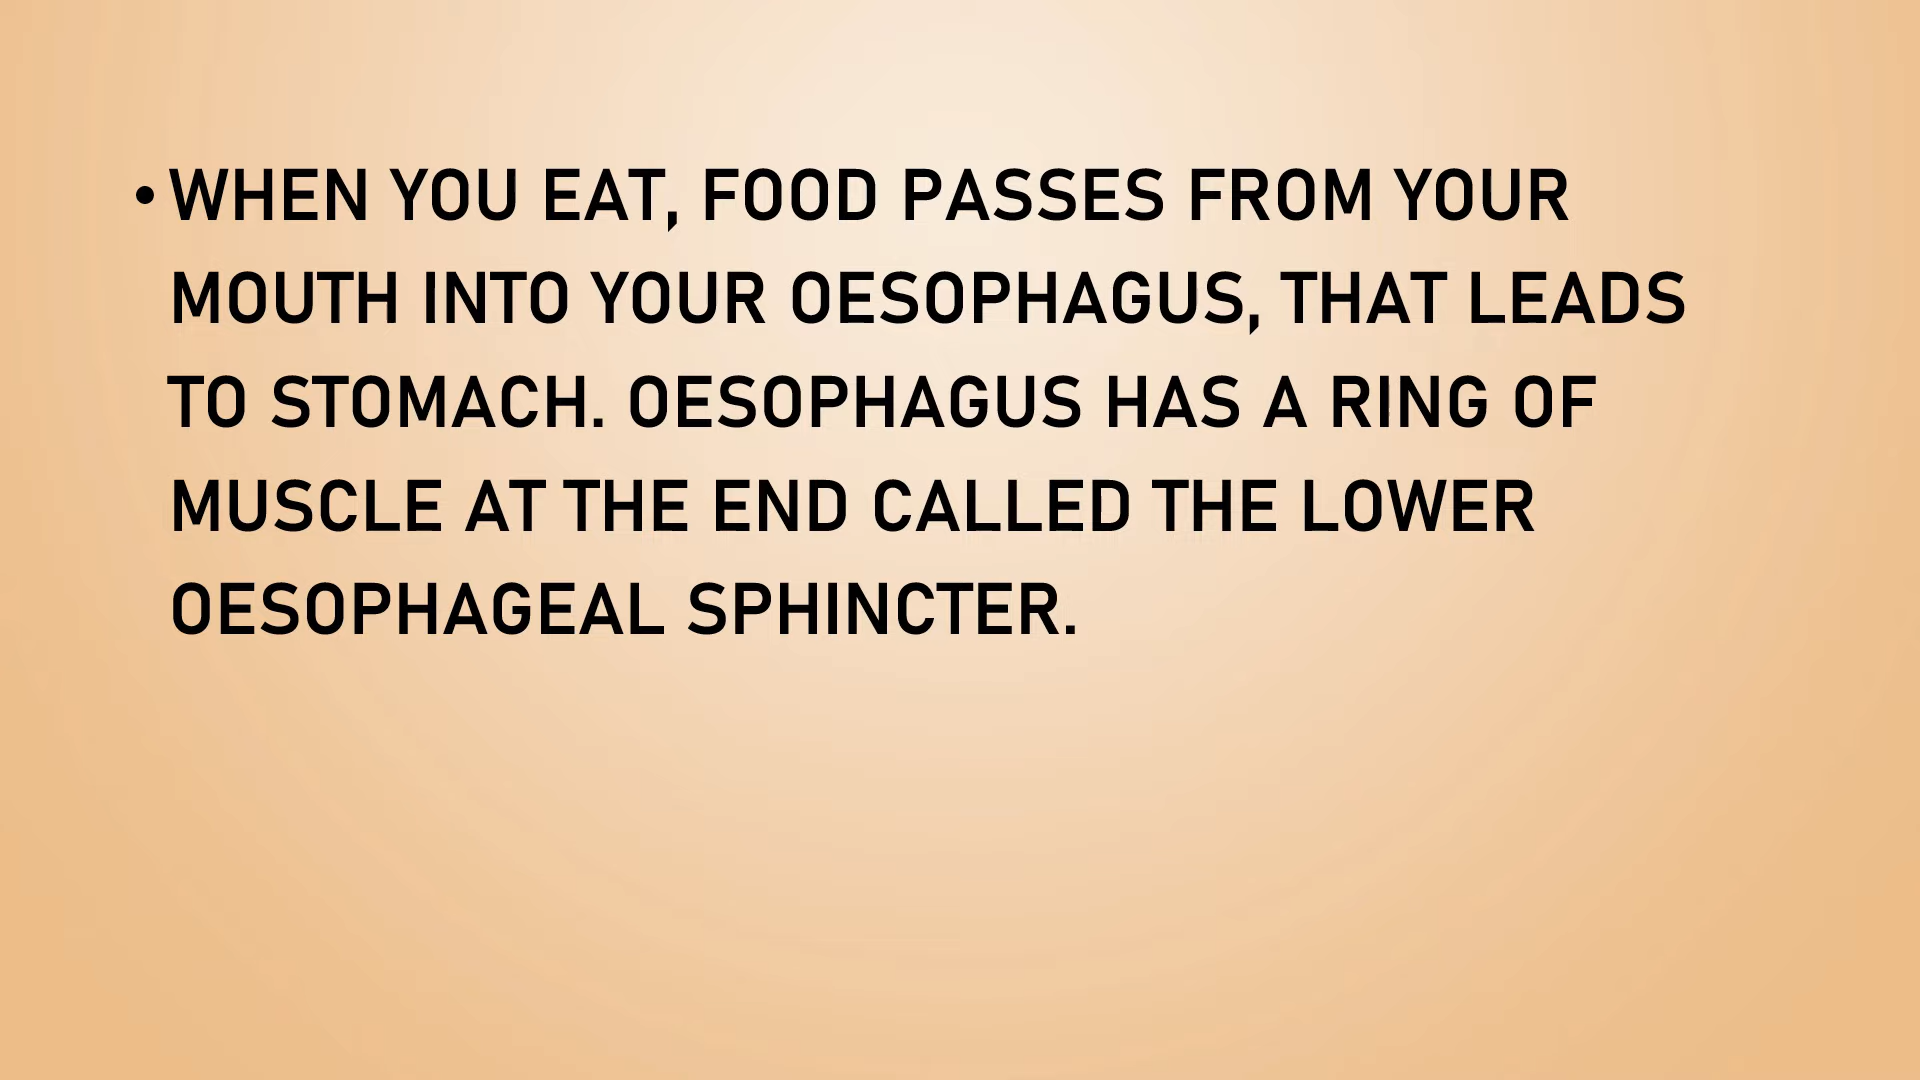 • WHEN YOU EAT, FOOD PASSES FROM YOUR
MOUTH INTO YOUR OESOPHAGUS, THAT LEADS
TO STOMACH. OESOPHAGUS HAS A RING OF
MUSCLE AT THE END CALLED THE LOWER
OESOPHAGEAL SPHINCTER.